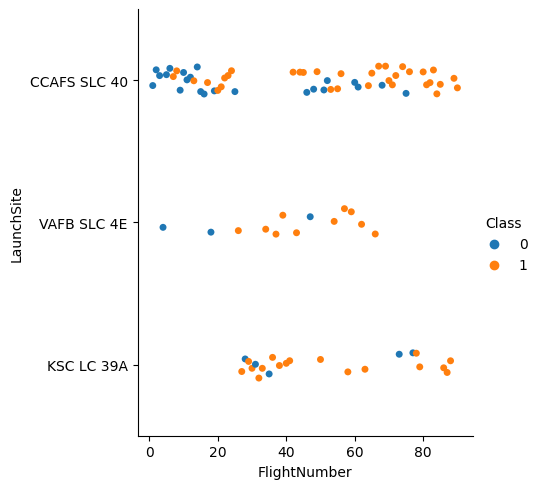 CCAFS SLC 40
VAFB SLC 4E
KSC LC 39A
LaunchSite
0
20
40
60
80
FlightNumber
Class
0
1